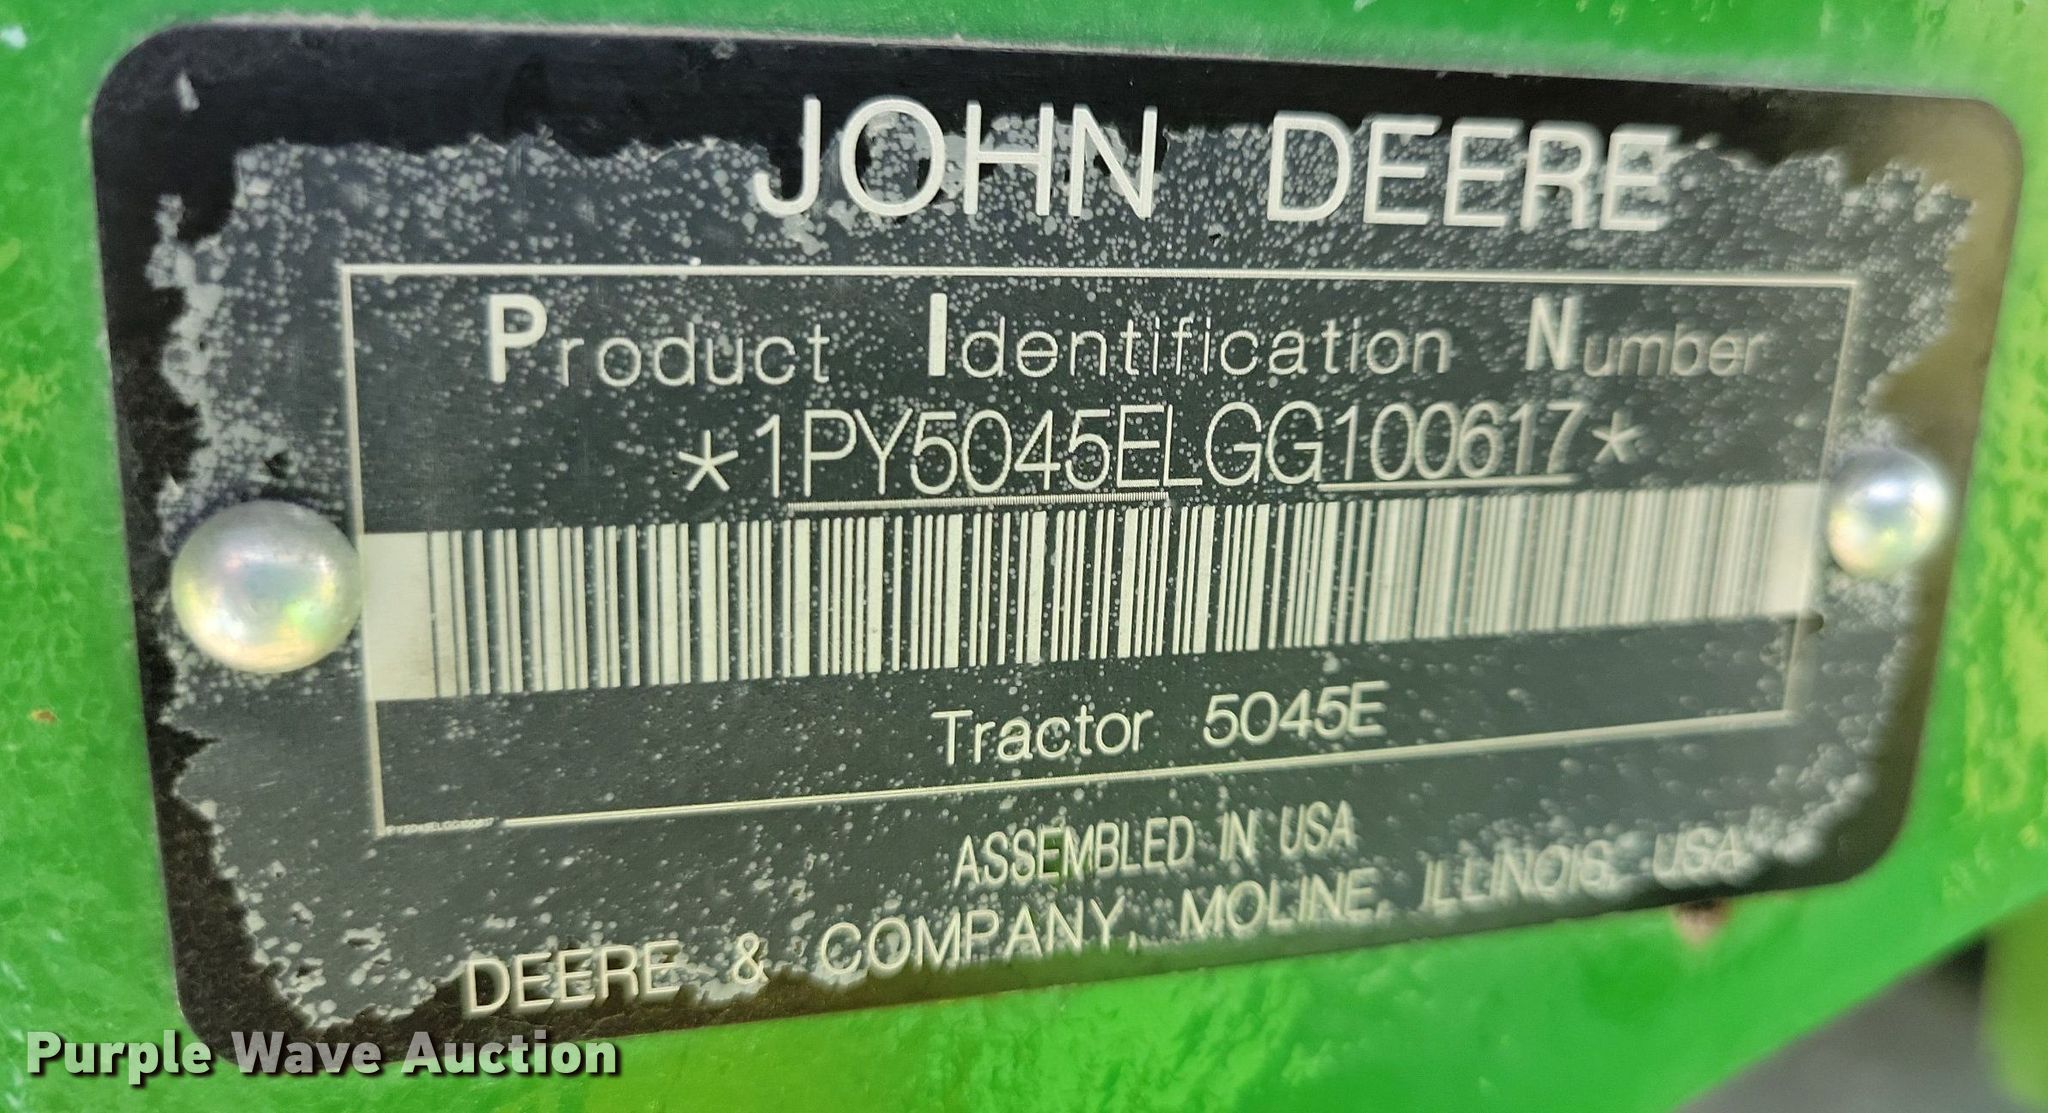 JOHN DEERE
Product Identification Number
*1PY5045ELGG100617*
Tractor 5045E
ASSEMBLED IN USA
DEERE & COMPANY, MOLINE, ILLINOIS, USA
Purple Wave Auction